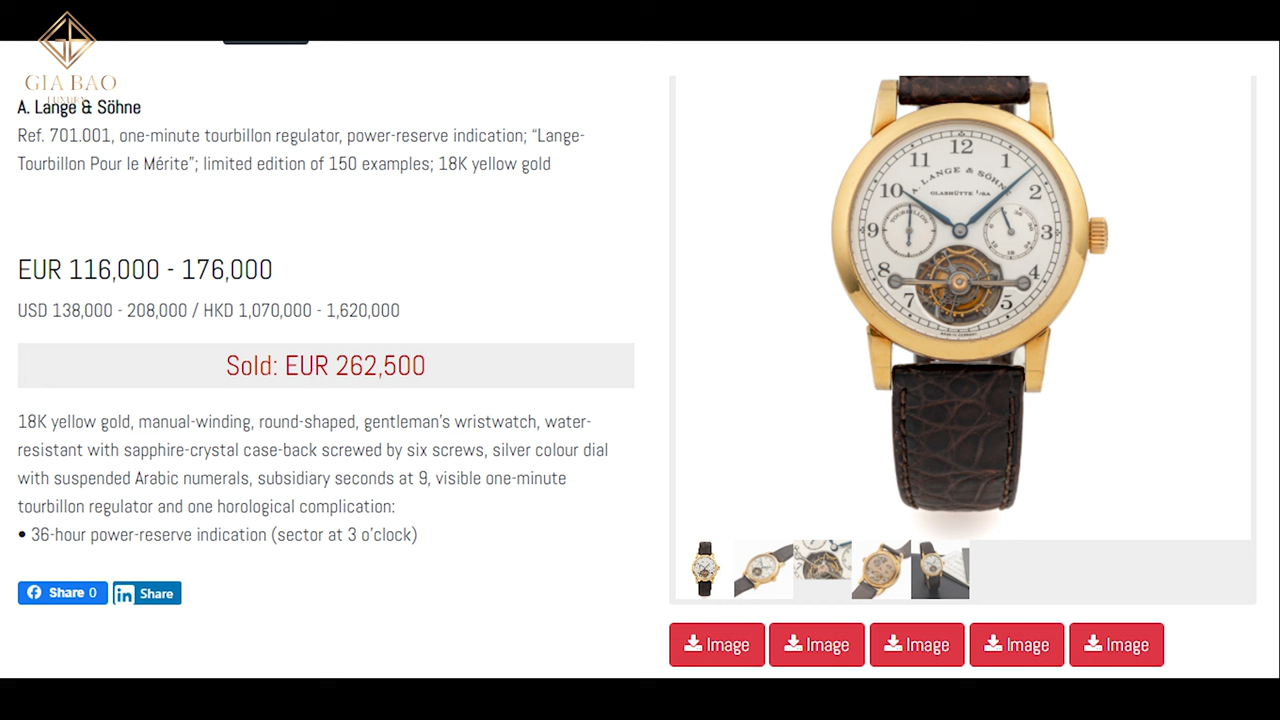 GIA BAO
LUXURY
A. Lange & Söhne
Ref. 701.001, one-minute tourbillon regulator, power-reserve indication; “Lange-
Tourbillon Pour le Mérite”; limited edition of 150 examples; 18K yellow gold
EUR 116,000 - 176,000
USD 138,000 - 208,000 / HKD 1,070,000 - 1,620,000
Sold: EUR 262,500
18K yellow gold, manual-winding, round-shaped, gentleman's wristwatch, water-
resistant with sapphire-crystal case-back screwed by six screws, silver colour dial
with suspended Arabic numerals, subsidiary seconds at 9, visible one-minute
tourbillon regulator and one horological complication:
• 36-hour power-reserve indication (sector at 3 o'clock)
Share 0
Share
12
11 1
10 2
A. LANGE & SÖHNE
GLASHÜTTE I/SA
TOURBILLON
9 3
8 4
7 5
Image Image Image Image Image